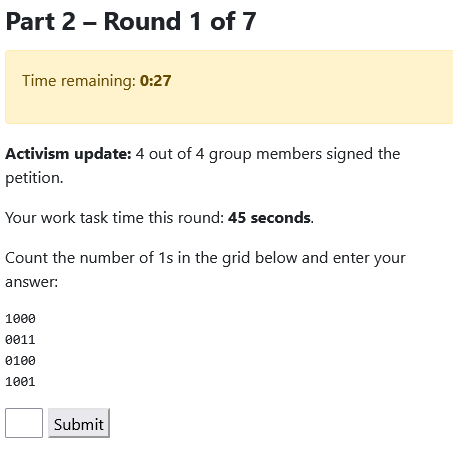 Part 2 – Round 1 of 7
Time remaining: 0:27
Activism update: 4 out of 4 group members signed the
petition.
Your work task time this round: 45 seconds.
Count the number of 1s in the grid below and enter your
answer:
1000
0011
0100
1001
Submit